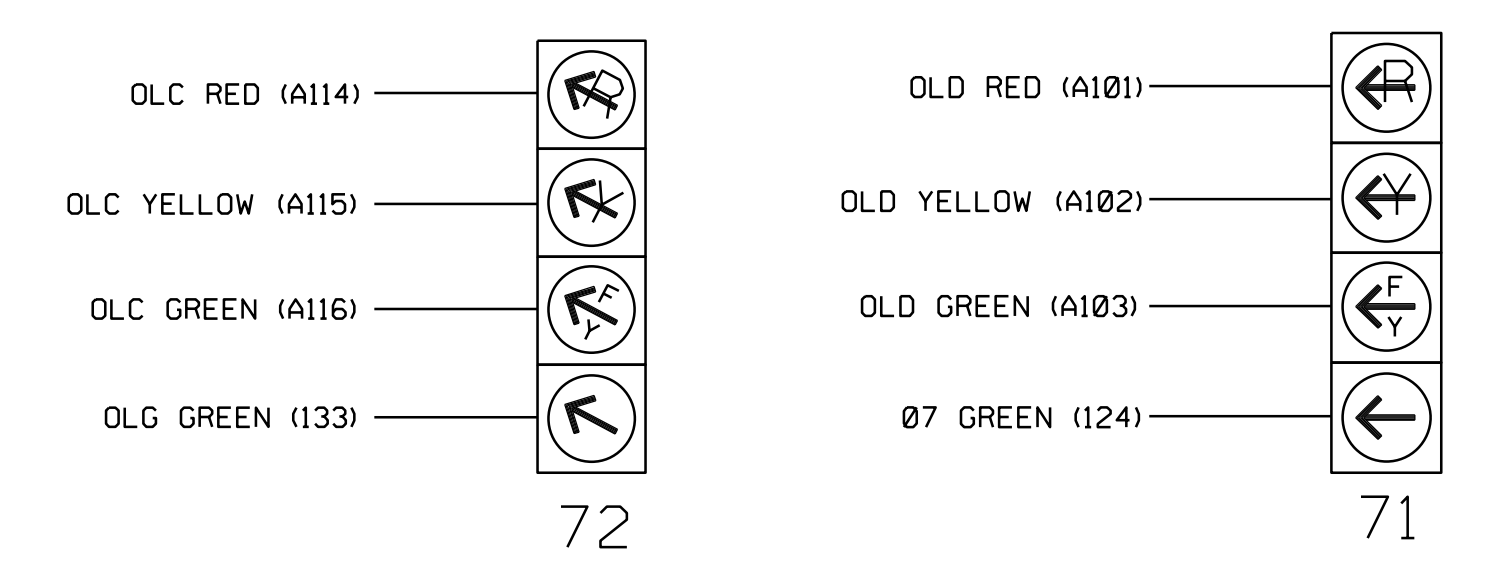 OLC RED (A114)
R
OLC YELLOW (A115)
Y
OLC GREEN (A116)
F
Y
OLG GREEN (133)
72
OLD RED (A101)
R
OLD YELLOW (A102)
Y
OLD GREEN (A103)
F
Y
Ø7 GREEN (124)
71